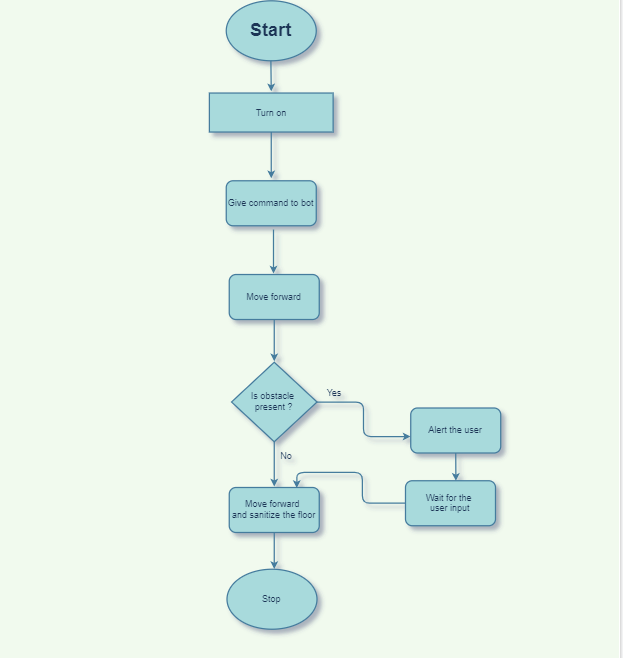 Start
Turn on
Give command to bot
Move forward
Is obstacle
present ?
Yes
Alert the user
No
Wait for the
user input
Move forward
and sanitize the floor
Stop